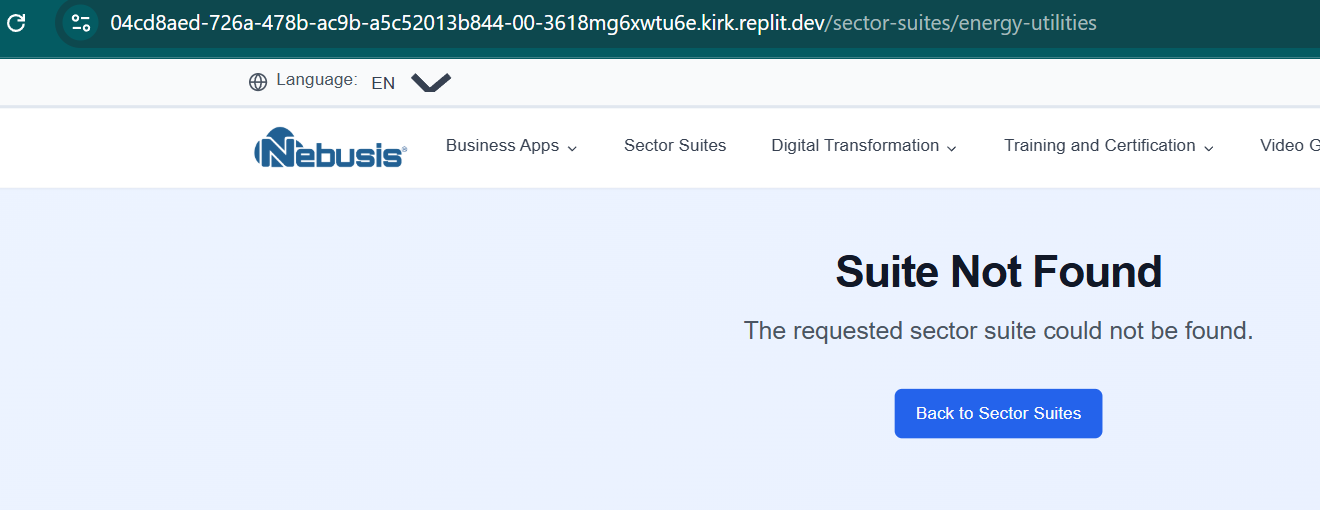 04cd8aed-726a-478b-ac9b-a5c52013b844-00-3618mg6xwtu6e.kirk.replit.dev/sector-suites/energy-utilities
Language: EN
Nebusis®
Business Apps Sector Suites Digital Transformation Training and Certification Video G
Suite Not Found
The requested sector suite could not be found.
Back to Sector Suites